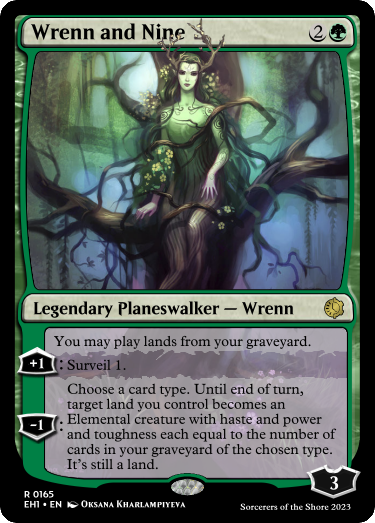 Wrenn and Nine 2
Legendary Planeswalker — Wrenn
You may play lands from your graveyard.
+1: Surveil 1.
Choose a card type. Until end of turn,
target land you control becomes an
-1: Elemental creature with haste and power
and toughness each equal to the number of
cards in your graveyard of the chosen type.
It's still a land.
3
R 0165
EH1 • EN Oksana Kharlampiyeva
Sorcerers of the Shore 2023